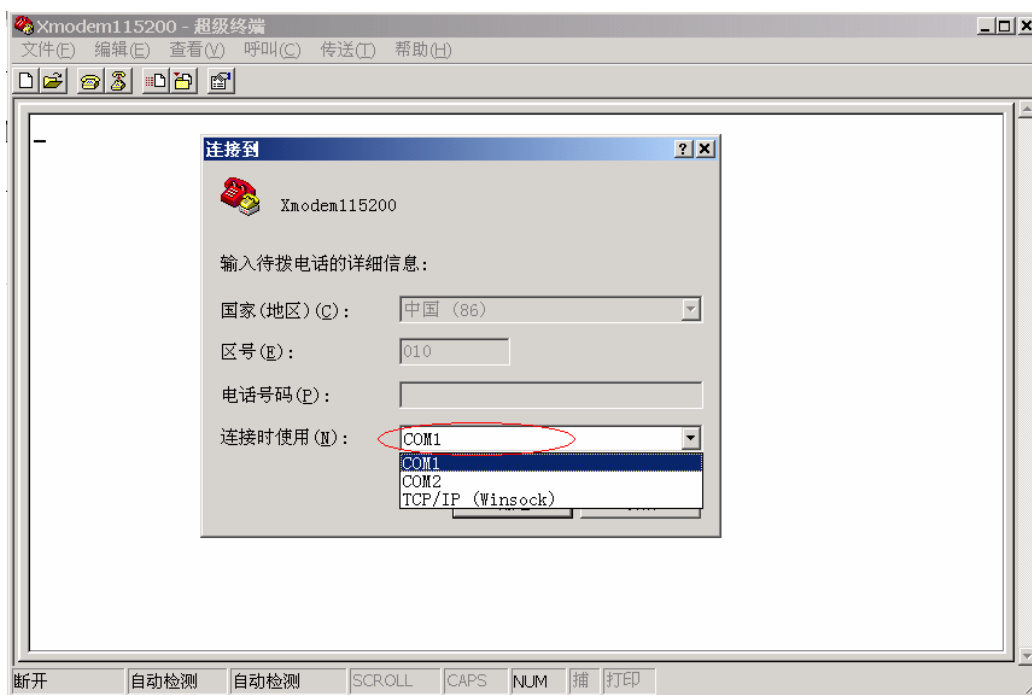 Xmodem115200 - 超级终端
文件(F) 编辑(E) 查看(V) 呼叫(C) 传送(T) 帮助(H)
连接到
Xmodem115200
输入待拨电话的详细信息:
国家(地区)(C): 中国 (86)
区号(E): 010
电话号码(P):
连接时使用(N): COM1
COM1
COM2
TCP/IP (Winsock)
断开 自动检测 自动检测 SCROLL CAPS NUM 捕 打印